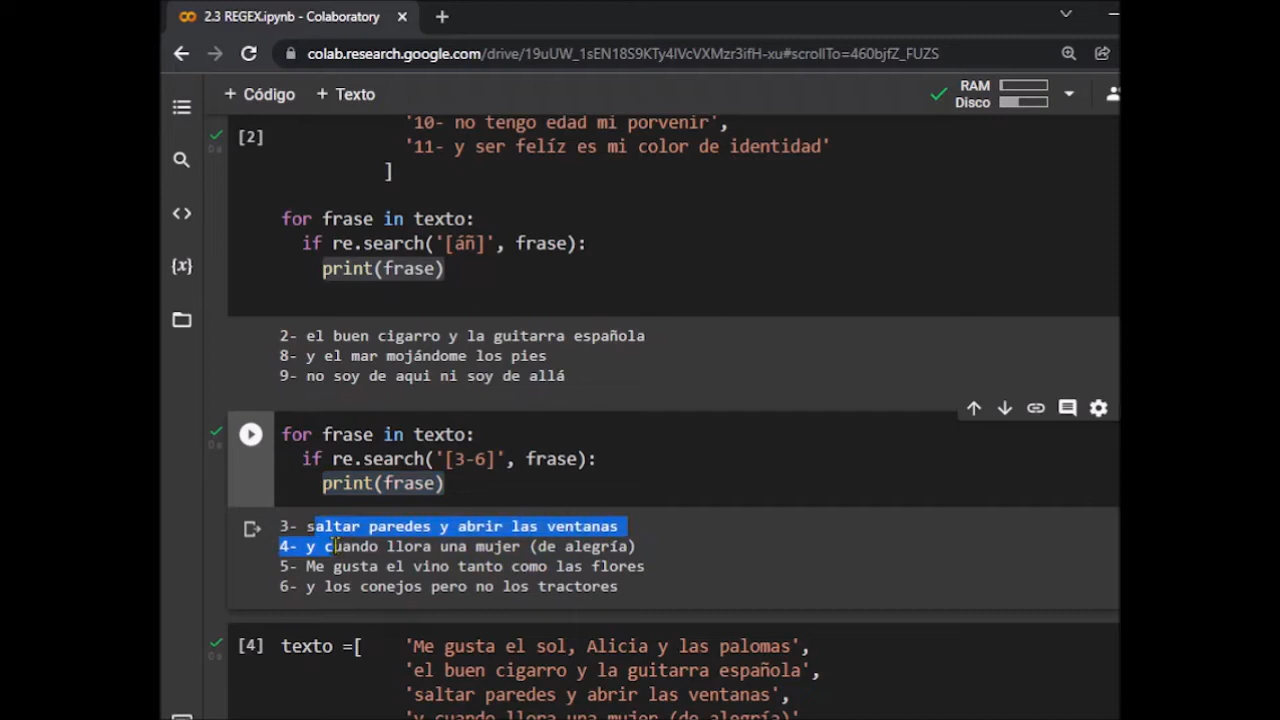 2.3 REGEX.ipynb - Colaboratory
colab.research.google.com/drive/19uUW_1sEN18S9KTy4lVcVXMzr3ifH-xu#scrollTo=460bjfZ_FUZS
+ Código + Texto
RAM
Disco
'10- no tengo edad mi porvenir',
[2]
'11- y ser felíz es mi color de identidad'
]
for frase in texto:
if re.search('[áñ]', frase):
print(frase)
2- el buen cigarro y la guitarra española
8- y el mar mojándome los pies
9- no soy de aqui ni soy de allá
for frase in texto:
if re.search('[3-6]', frase):
print(frase)
3- saltar paredes y abrir las ventanas
4- y cuando llora una mujer (de alegría)
5- Me gusta el vino tanto como las flores
6- y los conejos pero no los tractores
[4] texto =[ 'Me gusta el sol, Alicia y las palomas',
'el buen cigarro y la guitarra española',
'saltar paredes y abrir las ventanas',
'y cuando llora una mujer (de alegría)',